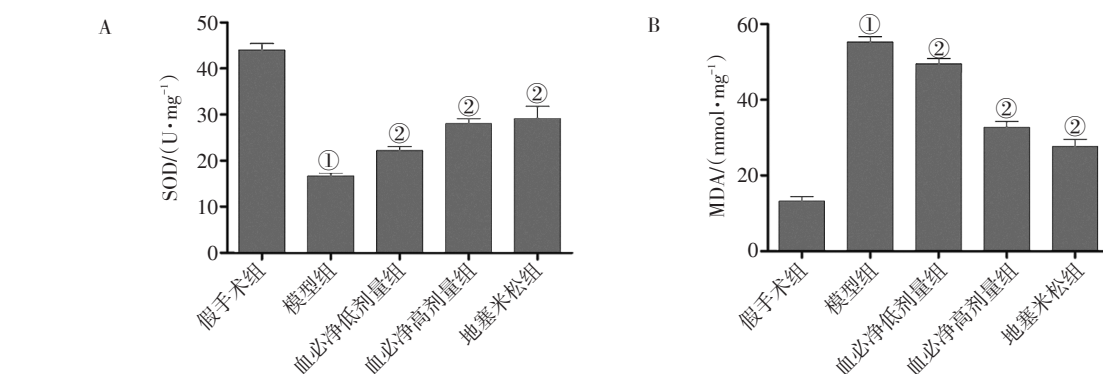 A
SOD/(U·mg⁻¹)
50
40
30
20
10
0
①
②
②
②
假手术组
模型组
血必净低剂量组
血必净高剂量组
地塞米松组
B
MDA/(mmol·mg⁻¹)
60
40
20
0
①
②
②
②
假手术组
模型组
血必净低剂量组
血必净高剂量组
地塞米松组